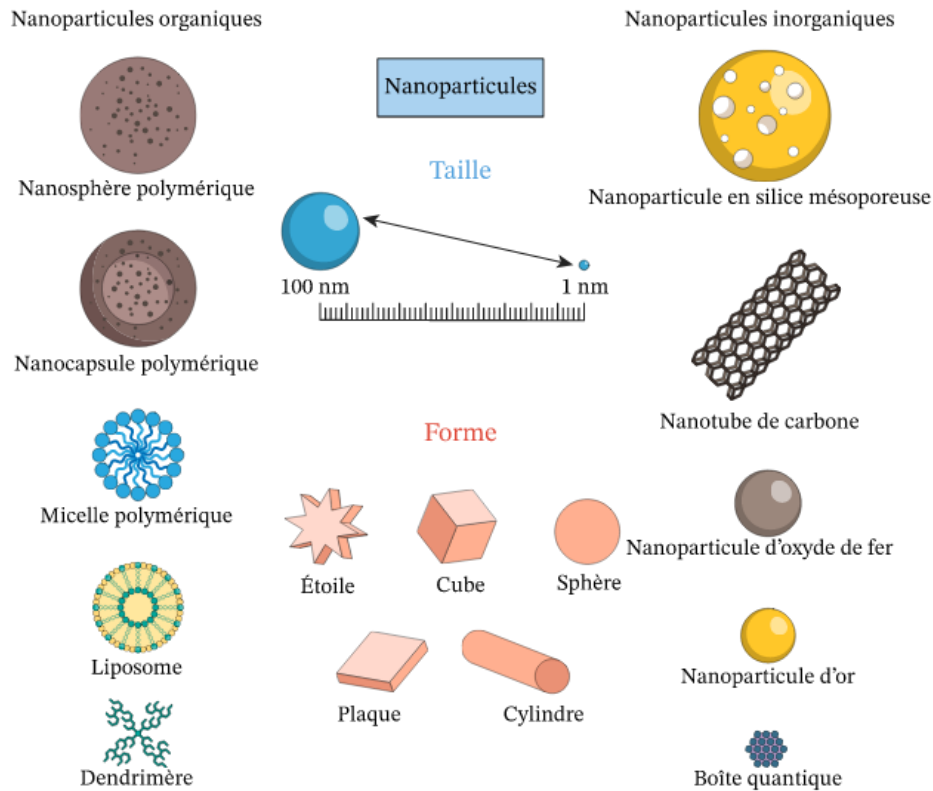 Nanoparticules organiques
Nanosphère polymérique
Nanocapsule polymérique
Micelle polymérique
Liposome
Dendrimère
Nanoparticules
Taille
100 nm
1 nm
Forme
Étoile
Cube
Sphère
Plaque
Cylindre
Nanoparticules inorganiques
Nanoparticule en silice mésoporeuse
Nanotube de carbone
Nanoparticule d'oxyde de fer
Nanoparticule d'or
Boîte quantique